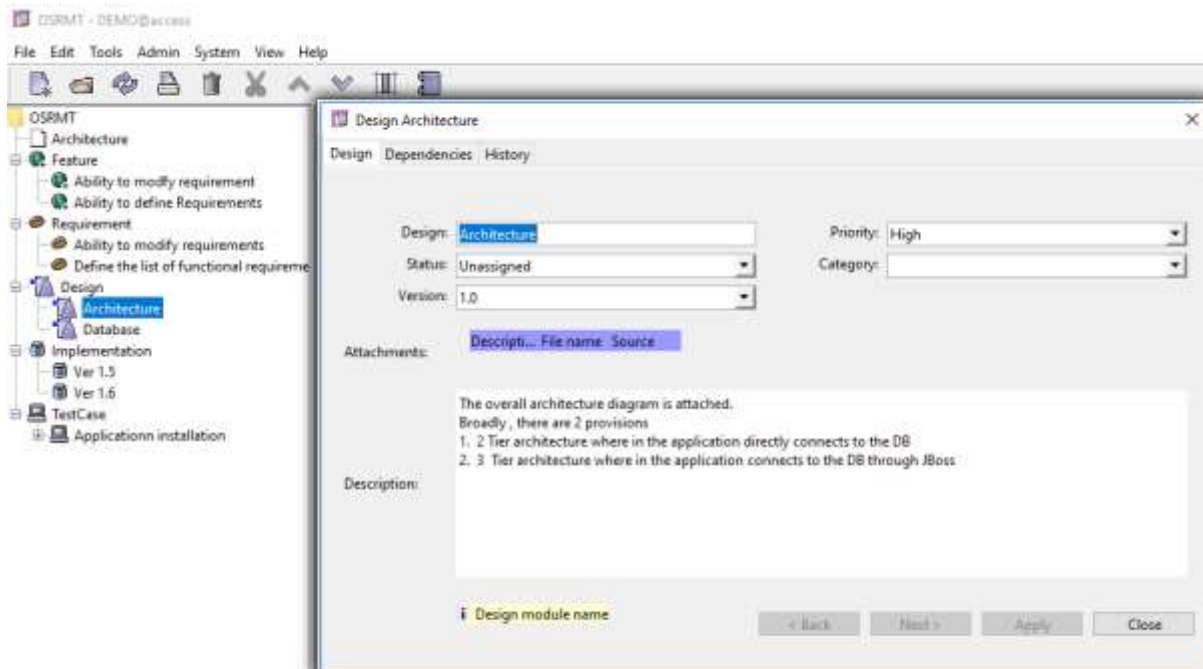 OSRMT - DEMO@access
File Edit Tools Admin System View Help
OSRMT
Architecture
Feature
Ability to modfy requirement
Ability to define Requirements
Requirement
Ability to modify requirements
Define the list of functional requireme
Design
Architecture
Database
Implementation
Ver 1.5
Ver 1.6
TestCase
Applicationn installation
Design Architecture
Design Dependencies History
Design: Architecture Priority: High
Status: Unassigned Category:
Version: 1.0
Attachments: Descripti... File name Source
Description:
The overall architecture diagram is attached.
Broadly , there are 2 provisions
1. 2 Tier architecture where in the application directly connects to the DB
2. 3 Tier architecture where in the application connects to the DB through JBoss
i Design module name
< Back Next > Apply Close